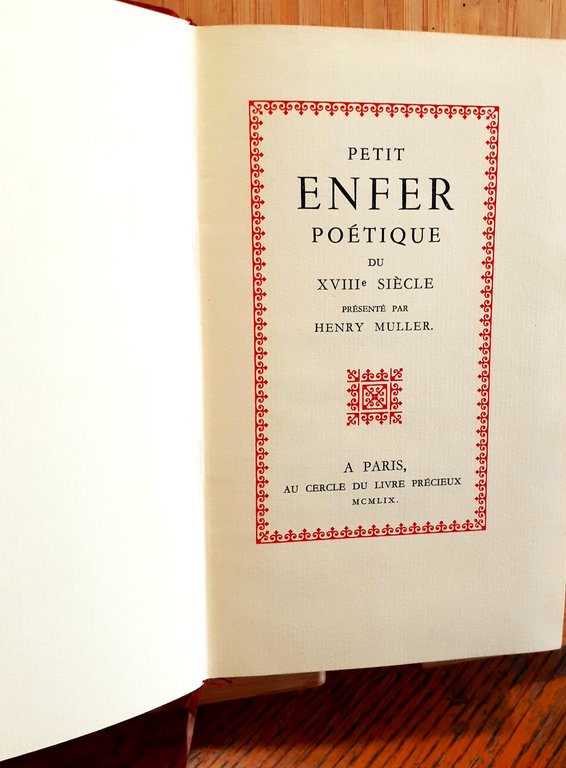 PETIT
ENFER
POÉTIQUE
DU
XVIIIe SIÈCLE
PRÉSENTÉ PAR
HENRY MULLER.
A PARIS,
AU CERCLE DU LIVRE PRÉCIEUX
MCMLIX.